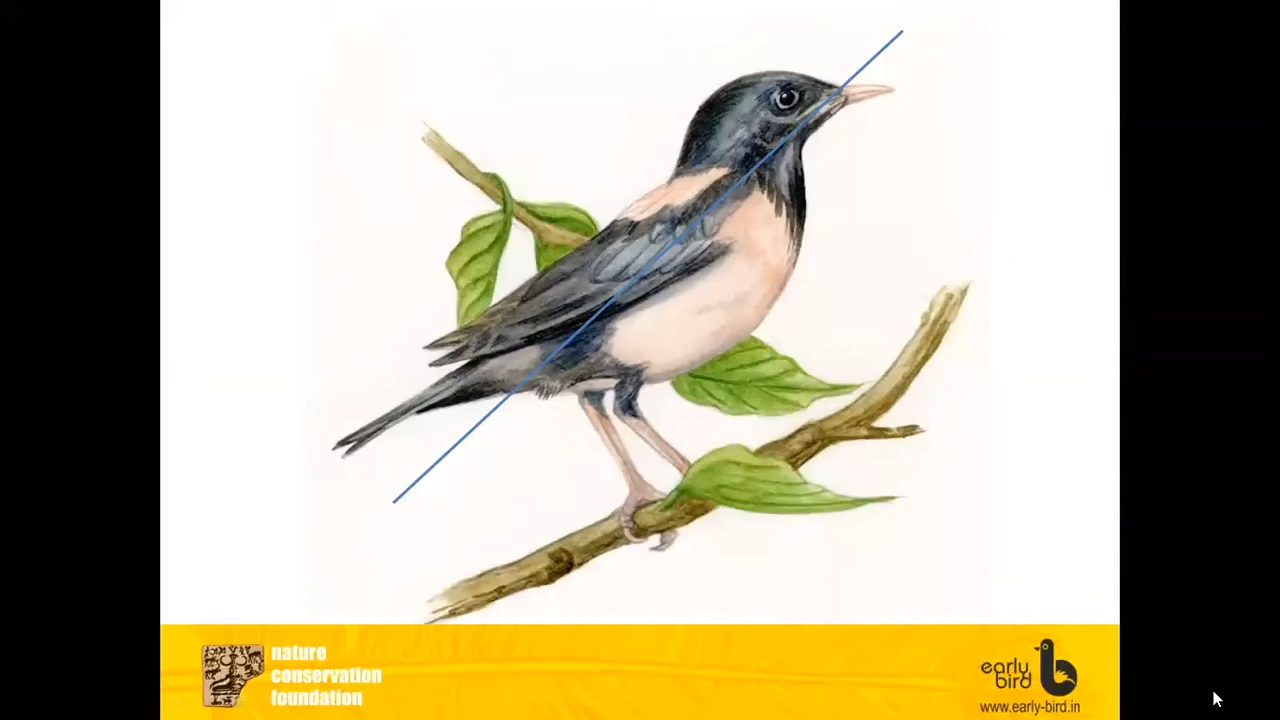 nature
conservation
foundation
early
bird
www.early-bird.in